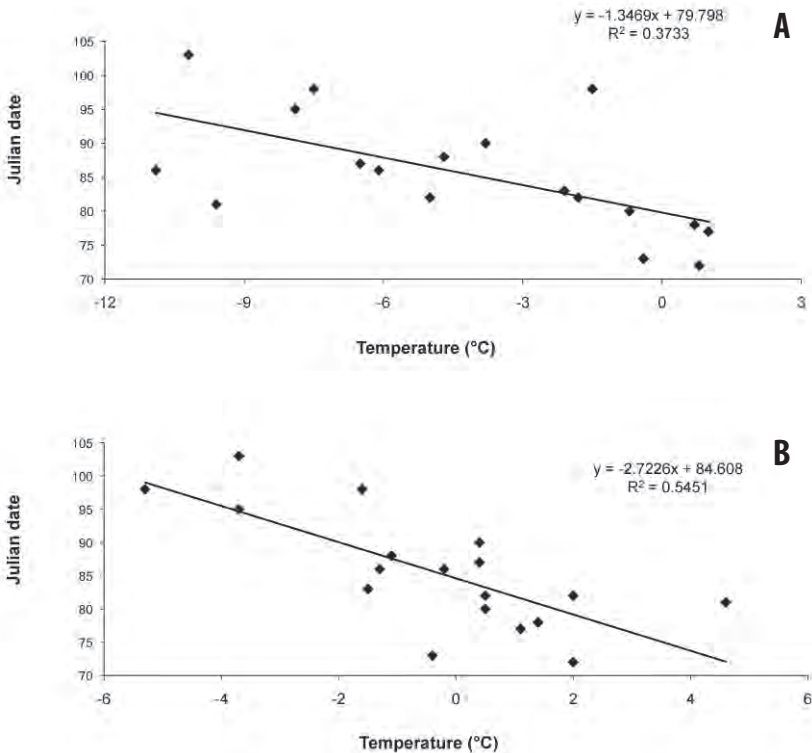 y = -1.3469x + 79.798
R² = 0.3733
A
105
100
95
90
85
80
75
70
Julian date
-12
-9
-6
-3
0
3
Temperature (°C)
y = -2.7226x + 84.608
R² = 0.5451
B
105
100
95
90
85
80
75
70
Julian date
-6
-4
-2
0
2
4
6
Temperature (°C)